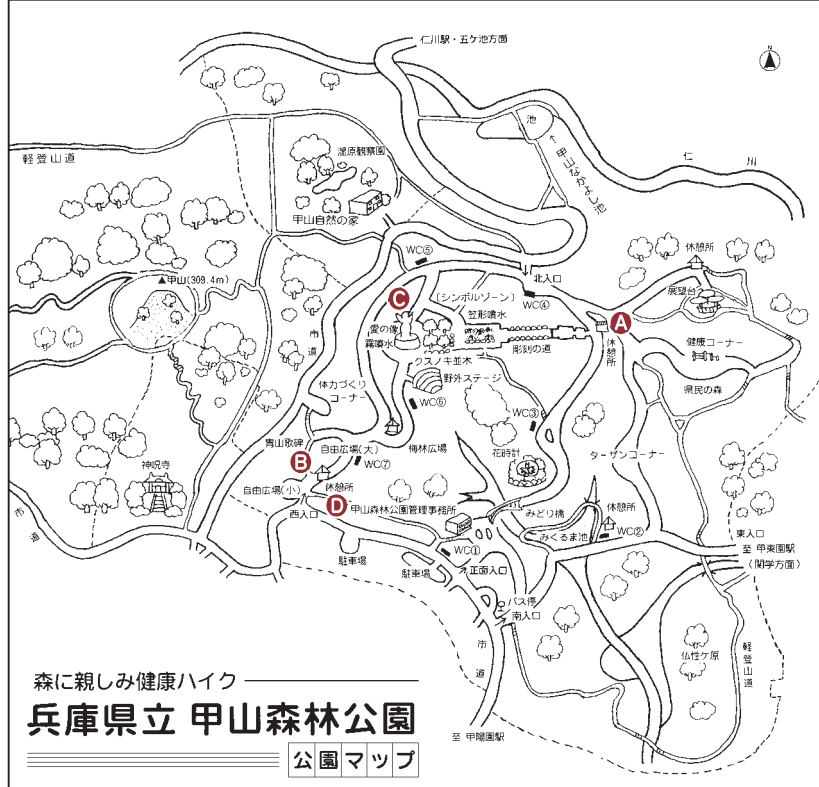 仁川駅・五ケ池方面
N
池
←甲山なかよし池
仁川
軽登山道
湿原観察園
甲山自然の家
▲甲山(309.4m)
市道
WC⑤
北入口
WC④
休憩所
展望台
C
〔シンボルゾーン〕
笠形噴水
愛の像
霧噴水
A
休憩所
健康コーナー
彫刻の道
クスノキ並木
野外ステージ
県民の森
体力づくり
コーナー
WC⑥
WC③
青山歌碑
自由広場(大)
梅林広場
B
WC⑦
花時計
ターザンコーナー
神呪寺
自由広場(小)
休憩所
D
西入口
甲山森林公園管理事務所
みどり橋
みくるま池
休憩所
WC②
東入口
至 甲東園駅
(関学方面)
市道
駐車場
駐車場
WC①
正面入口
バス停
南入口
市道
仏性ケ原
軽登山道
至 甲陽園駅
森に親しみ健康ハイク
兵庫県立 甲山森林公園
公園マップ